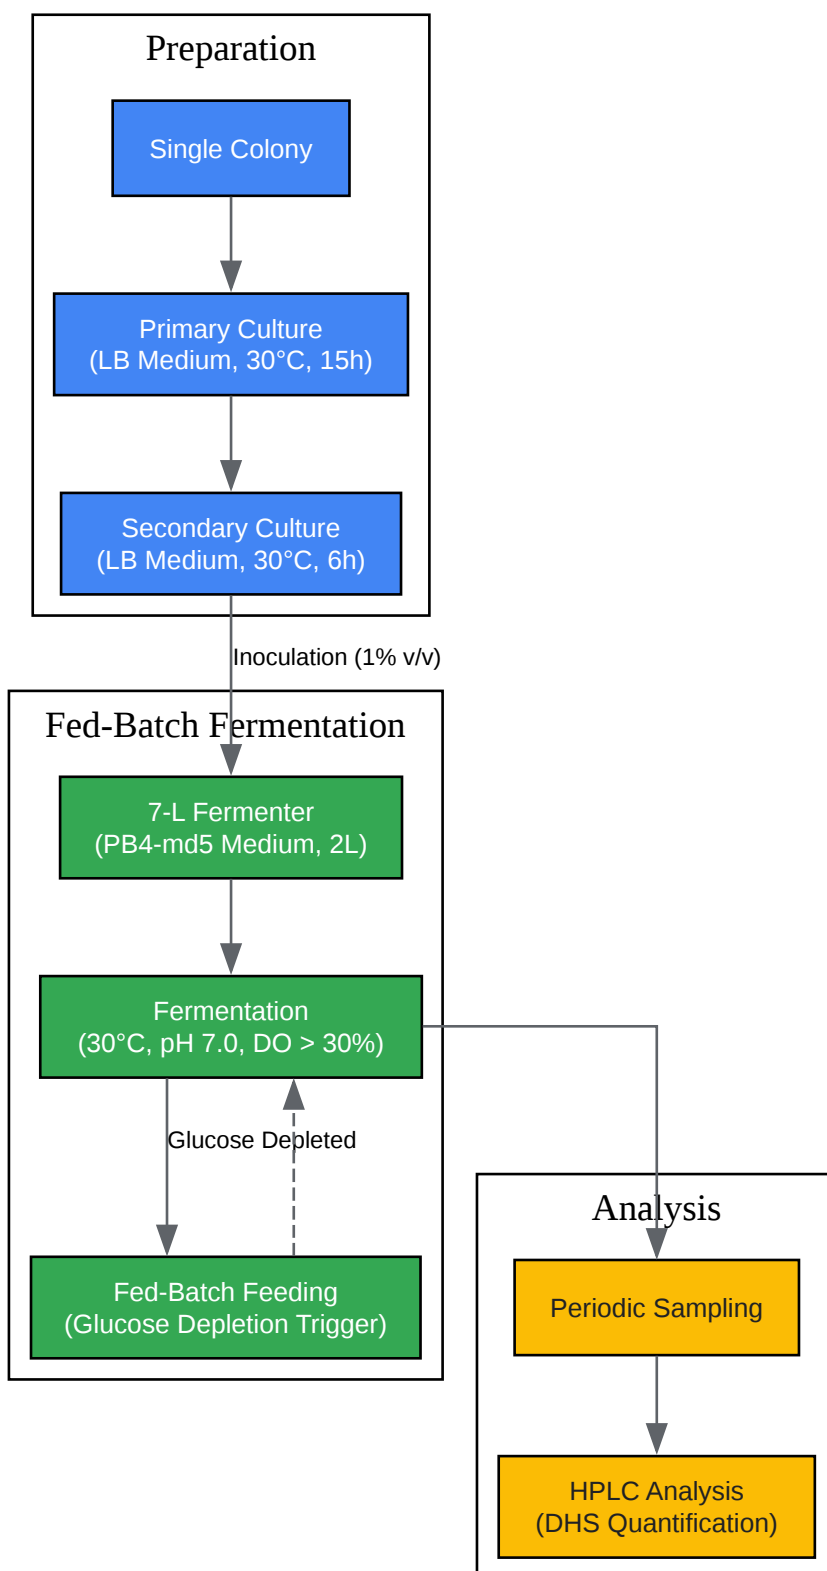 Preparation
Single Colony
Primary Culture
(LB Medium, 30°C, 15h)
Secondary Culture
(LB Medium, 30°C, 6h)
Inoculation (1% v/v)
Fed-Batch Fermentation
7-L Fermenter
(PB4-md5 Medium, 2L)
Fermentation
(30°C, pH 7.0, DO > 30%)
Glucose Depleted
Fed-Batch Feeding
(Glucose Depletion Trigger)
Analysis
Periodic Sampling
HPLC Analysis
(DHS Quantification)